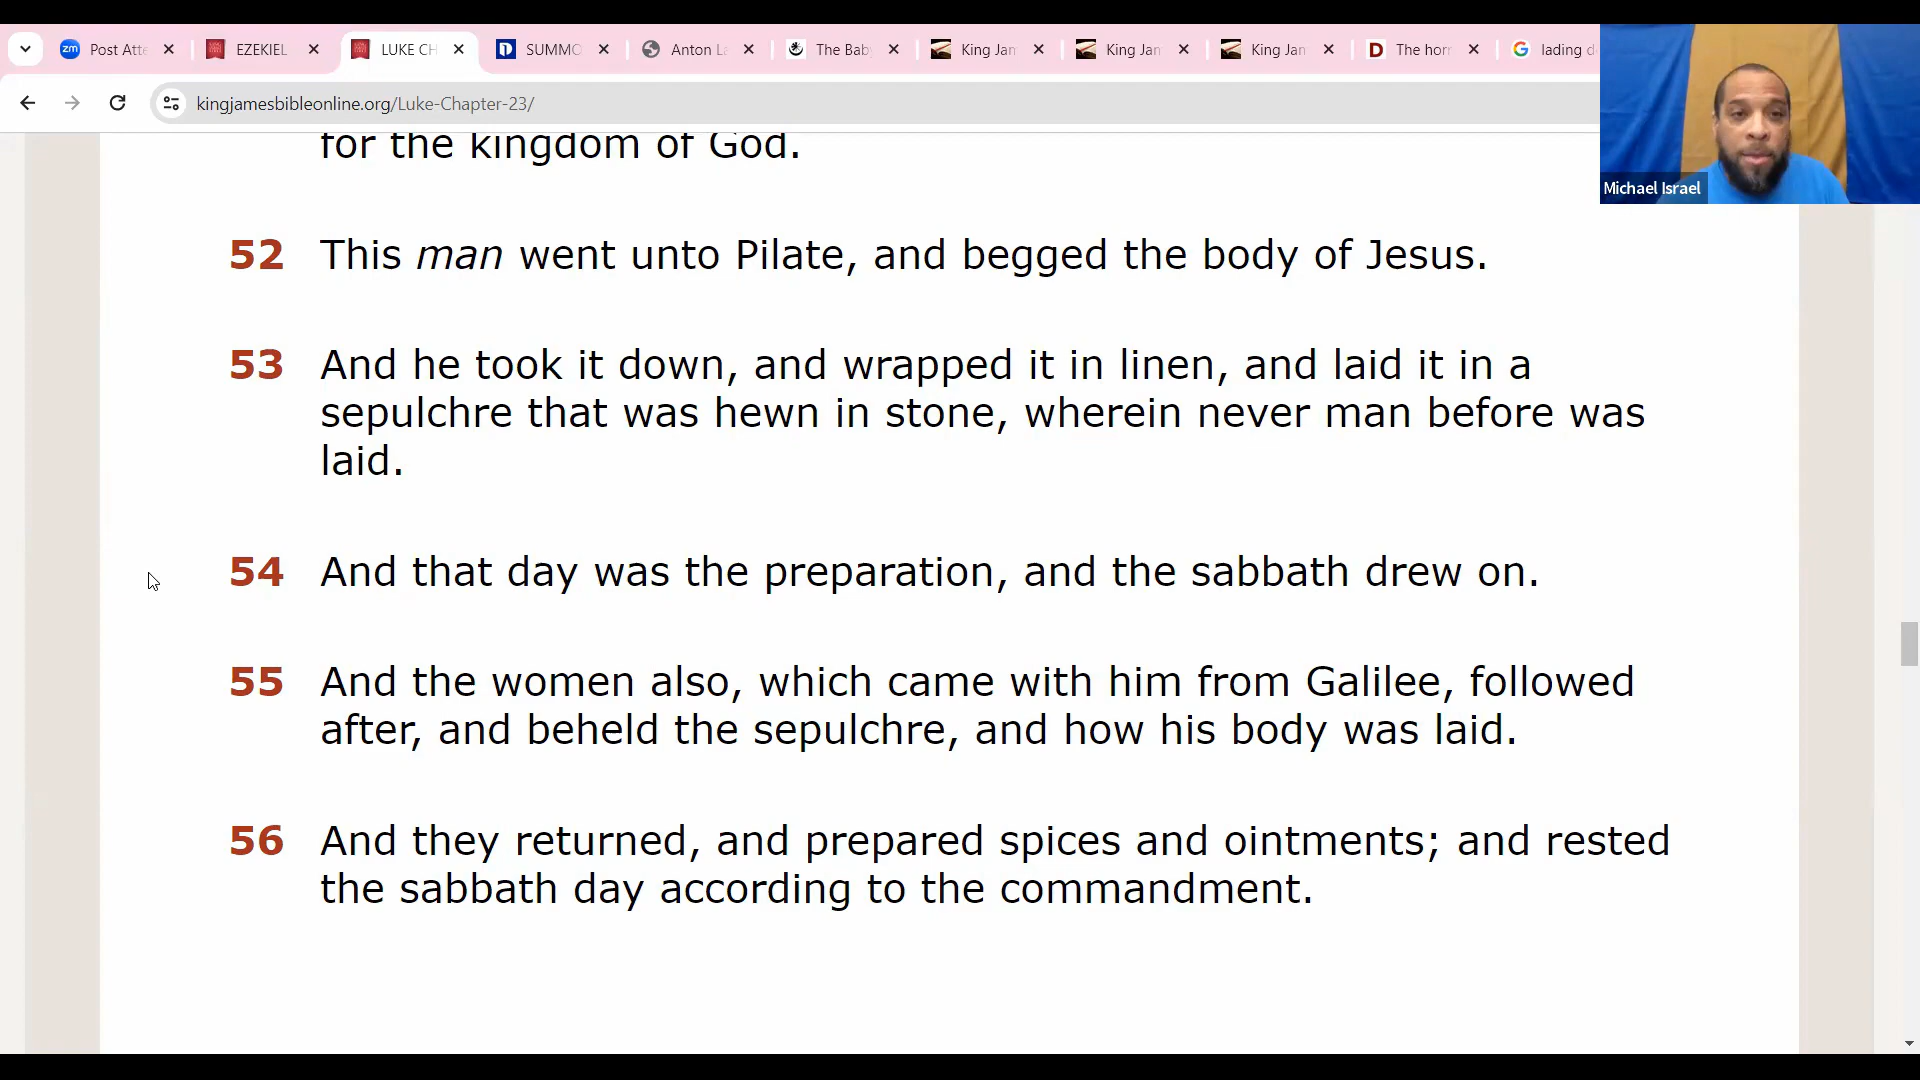 Post Atte
EZEKIEL
LUKE CH
SUMMO
Anton Le
The Baby
King Jam
King Jam
King Jam
The horr
lading d
kingjamesbibleonline.org/Luke-Chapter-23/
Michael Israel
for the kingdom of God.
52 This man went unto Pilate, and begged the body of Jesus.
53 And he took it down, and wrapped it in linen, and laid it in a
sepulchre that was hewn in stone, wherein never man before was
laid.
54 And that day was the preparation, and the sabbath drew on.
55 And the women also, which came with him from Galilee, followed
after, and beheld the sepulchre, and how his body was laid.
56 And they returned, and prepared spices and ointments; and rested
the sabbath day according to the commandment.